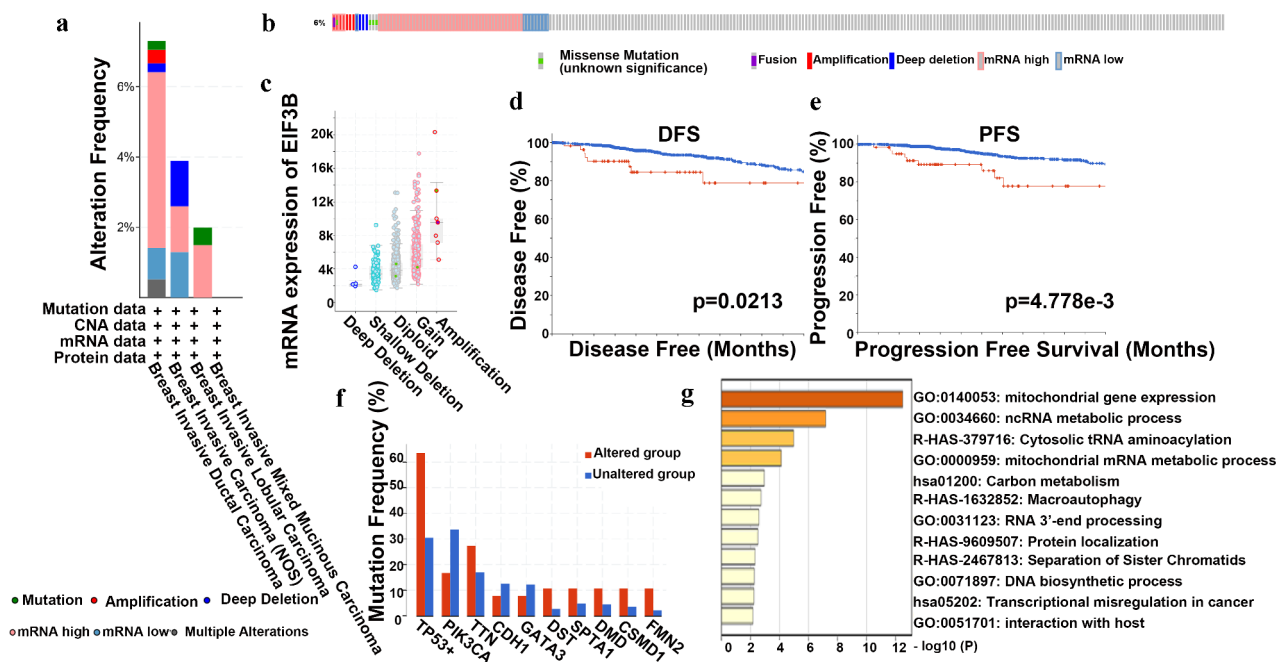 a
Alteration Frequency
6%
4%
2%
Mutation data + + + +
CNA data + + + +
mRNA data + + + +
Protein data + + + +
Breast Invasive Ductal Carcinoma
Breast Invasive Carcinoma (NOS)
Breast Invasive Lobular Carcinoma
Breast Invasive Mixed Mucinous Carcinoma
Mutation Amplification Deep Deletion
mRNA high mRNA low Multiple Alterations
b
6%
Missense Mutation
(unknown significance)
Fusion Amplification Deep deletion mRNA high mRNA low
c
mRNA expression of EIF3B
20k
16k
12k
8k
4k
0
Deep Deletion
Shallow Deletion
Diploid
Gain
Amplification
d
DFS
Disease Free (%)
100
80
60
40
20
0
p=0.0213
Disease Free (Months)
e
PFS
Progression Free (%)
100
80
60
40
20
0
p=4.778e-3
Progression Free Survival (Months)
f
Mutation Frequency (%)
60
50
40
30
20
10
0
Altered group
Unaltered group
TP53+
PIK3CA
TTN
CDH1
GATA3
DST
SPTA1
DMD
CSMD1
FMN2
g
GO:0140053: mitochondrial gene expression
GO:0034660: ncRNA metabolic process
R-HAS-379716: Cytosolic tRNA aminoacylation
GO:0000959: mitochondrial mRNA metabolic process
hsa01200: Carbon metabolism
R-HAS-1632852: Macroautophagy
GO:0031123: RNA 3'-end processing
R-HAS-9609507: Protein localization
R-HAS-2467813: Separation of Sister Chromatids
GO:0071897: DNA biosynthetic process
hsa05202: Transcriptional misregulation in cancer
GO:0051701: interaction with host
0 2 4 6 8 10 12 - log10 (P)